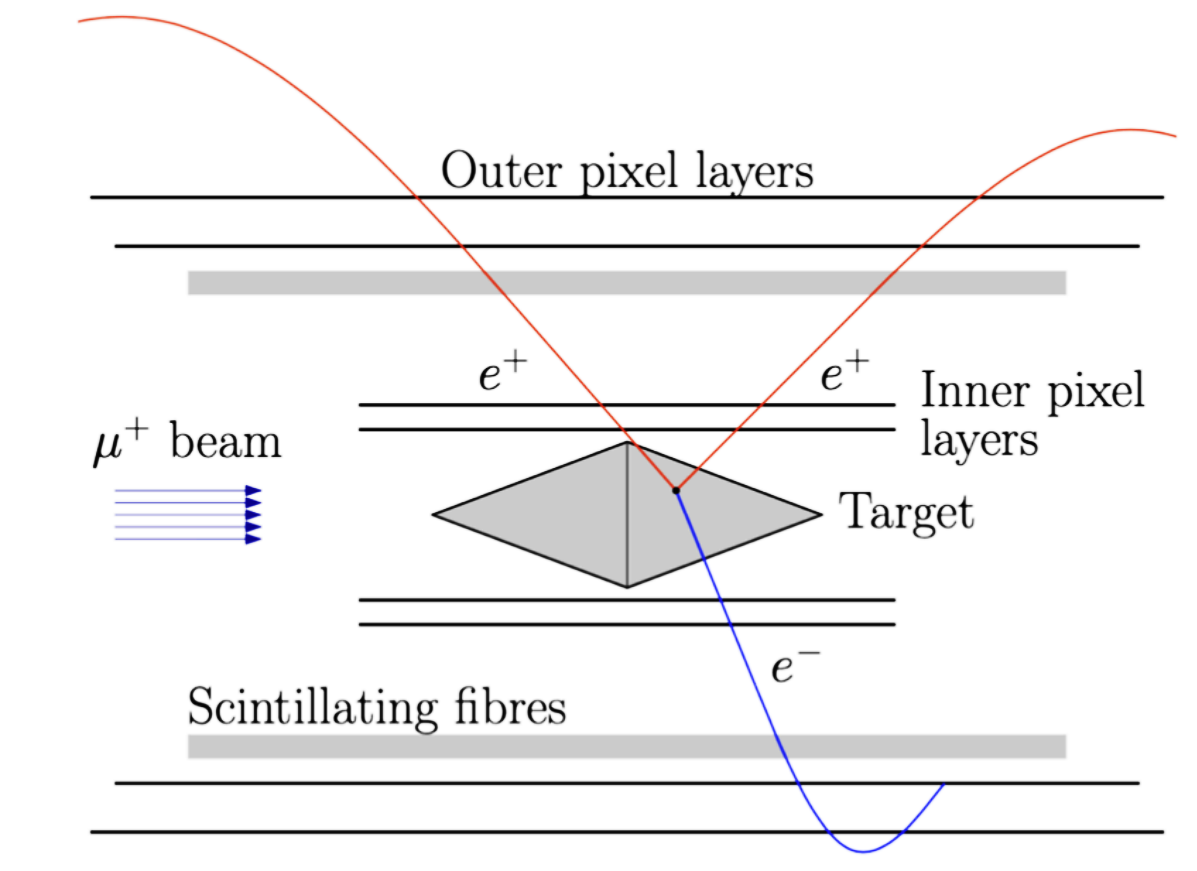 Outer pixel layers
e⁺
e⁺
Inner pixel
layers
μ⁺ beam
Target
e⁻
Scintillating fibres